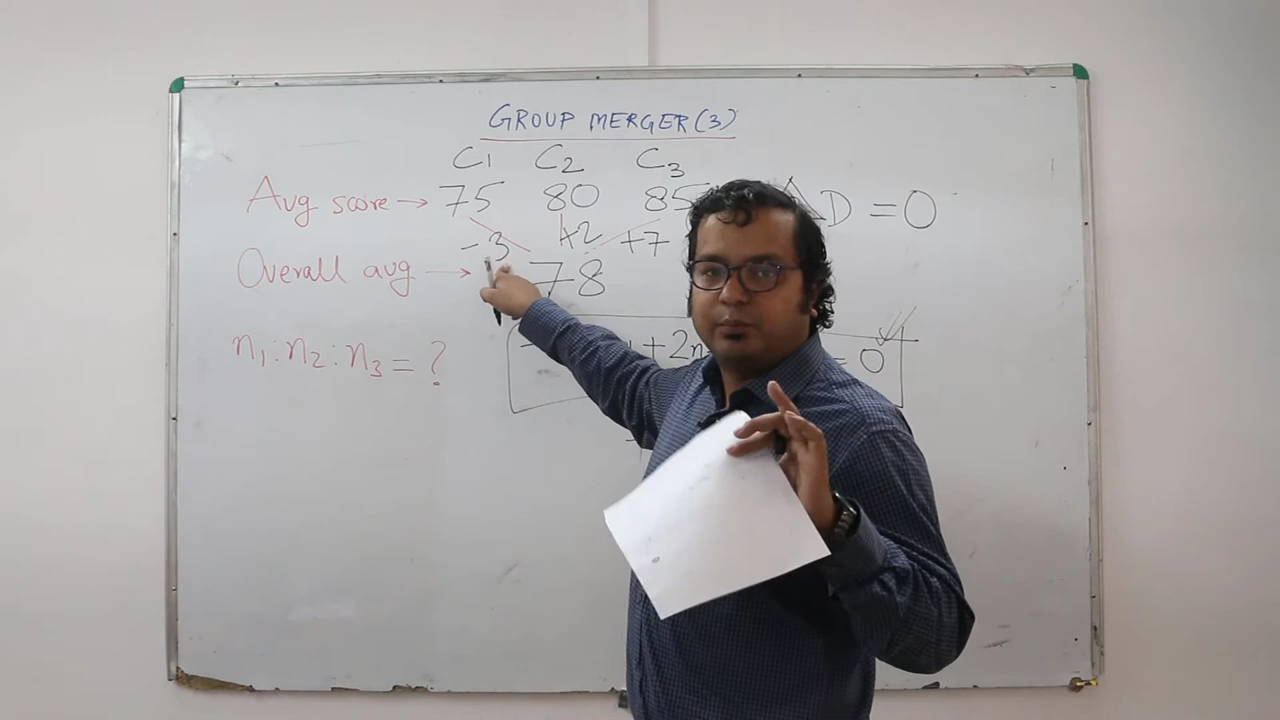 GROUP MERGER(3)
C1 C2 C3
Avg score → 75 80 85 D = 0
-3 +2 +7
Overall avg → 78
n1 : n2 : n3 = ?
+ 2n = 0